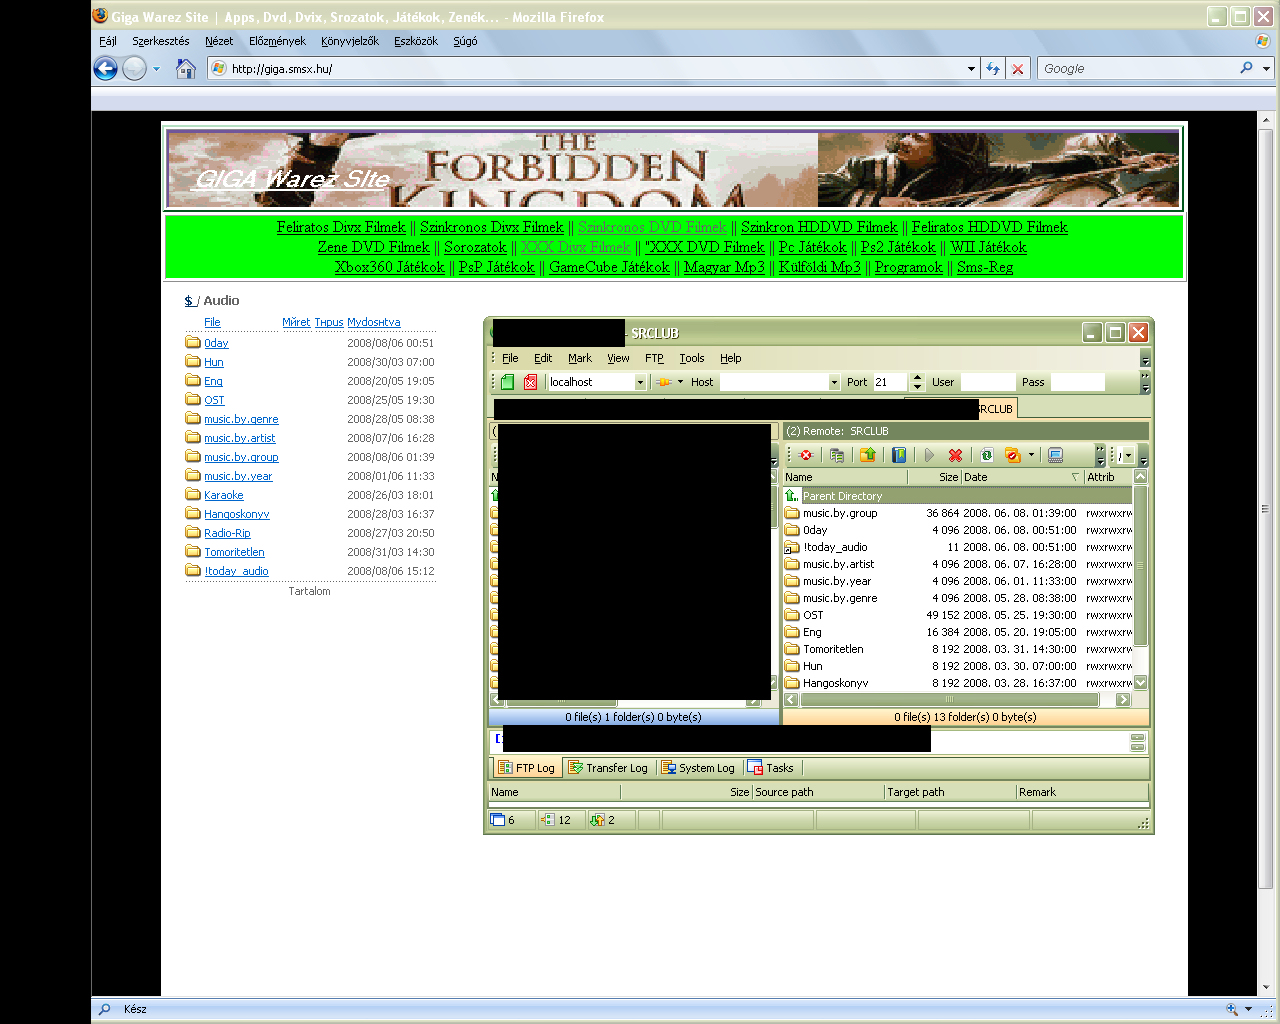 Giga Warez Site | Apps, Dvd, Dvix, Srozatok, Játékok, Zenék... - Mozilla Firefox
Fájl Szerkesztés Nézet Előzmények Könyvjelzők Eszközök Súgó
http://giga.smsx.hu/ Google
THE
FORBIDDEN
KINGDOM
GIGA Warez SIte
Feliratos Divx Filmek || Szinkronos Divx Filmek || Szinkronos DVD Filmek || Szinkron HDDVD Filmek || Feliratos HDDVD Filmek
Zene DVD Filmek || Sorozatok || XXX Divx Filmek || "XXX DVD Filmek || Pc Játékok || Ps2 Játékok || WII Játékok
Xbox360 Játékok || PsP Játékok || GameCube Játékok || Magyar Mp3 || Külföldi Mp3 || Programok || Sms-Reg
$ / Audio
File Mйret Tнpus Mуdosнtva
0day 2008/08/06 00:51
Hun 2008/30/03 07:00
Eng 2008/20/05 19:05
OST 2008/25/05 19:30
music.by.genre 2008/28/05 08:38
music.by.artist 2008/07/06 16:28
music.by.group 2008/08/06 01:39
music.by.year 2008/01/06 11:33
Karaoke 2008/26/03 18:01
Hangoskonyv 2008/28/03 16:37
Radio-Rip 2008/27/03 20:50
Tomoritetlen 2008/31/03 14:30
!today_audio 2008/08/06 15:12
Tartalom
- SRCLUB
File Edit Mark View FTP Tools Help
localhost Host Port 21 User Pass
SRCLUB
(2) Remote: SRCLUB
Name Size Date Attrib
Parent Directory
music.by.group 36 864 2008. 06. 08. 01:39:00 rwxrwxrw
0day 4 096 2008. 06. 08. 00:51:00 rwxrwxrw
!today_audio 11 2008. 06. 08. 00:51:00 rwxrwxrw
music.by.artist 4 096 2008. 06. 07. 16:28:00 rwxrwxrw
music.by.year 4 096 2008. 06. 01. 11:33:00 rwxrwxrw
music.by.genre 4 096 2008. 05. 28. 08:38:00 rwxrwxrw
OST 49 152 2008. 05. 25. 19:30:00 rwxrwxrw
Eng 16 384 2008. 05. 20. 19:05:00 rwxrwxrw
Tomoritetlen 8 192 2008. 03. 31. 14:30:00 rwxrwxrw
Hun 8 192 2008. 03. 30. 07:00:00 rwxrwxrw
Hangoskonyv 8 192 2008. 03. 28. 16:37:00 rwxrwxrw
0 file(s) 1 folder(s) 0 byte(s) 0 file(s) 13 folder(s) 0 byte(s)
FTP Log Transfer Log System Log Tasks
Name Size Source path Target path Remark
6 12 2
Kész